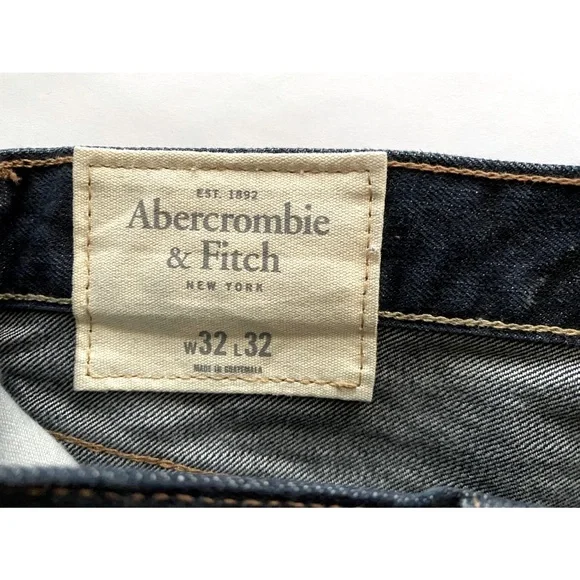 EST. 1892
Abercrombie
& Fitch
NEW YORK
W32 L32
MADE IN GUATEMALA